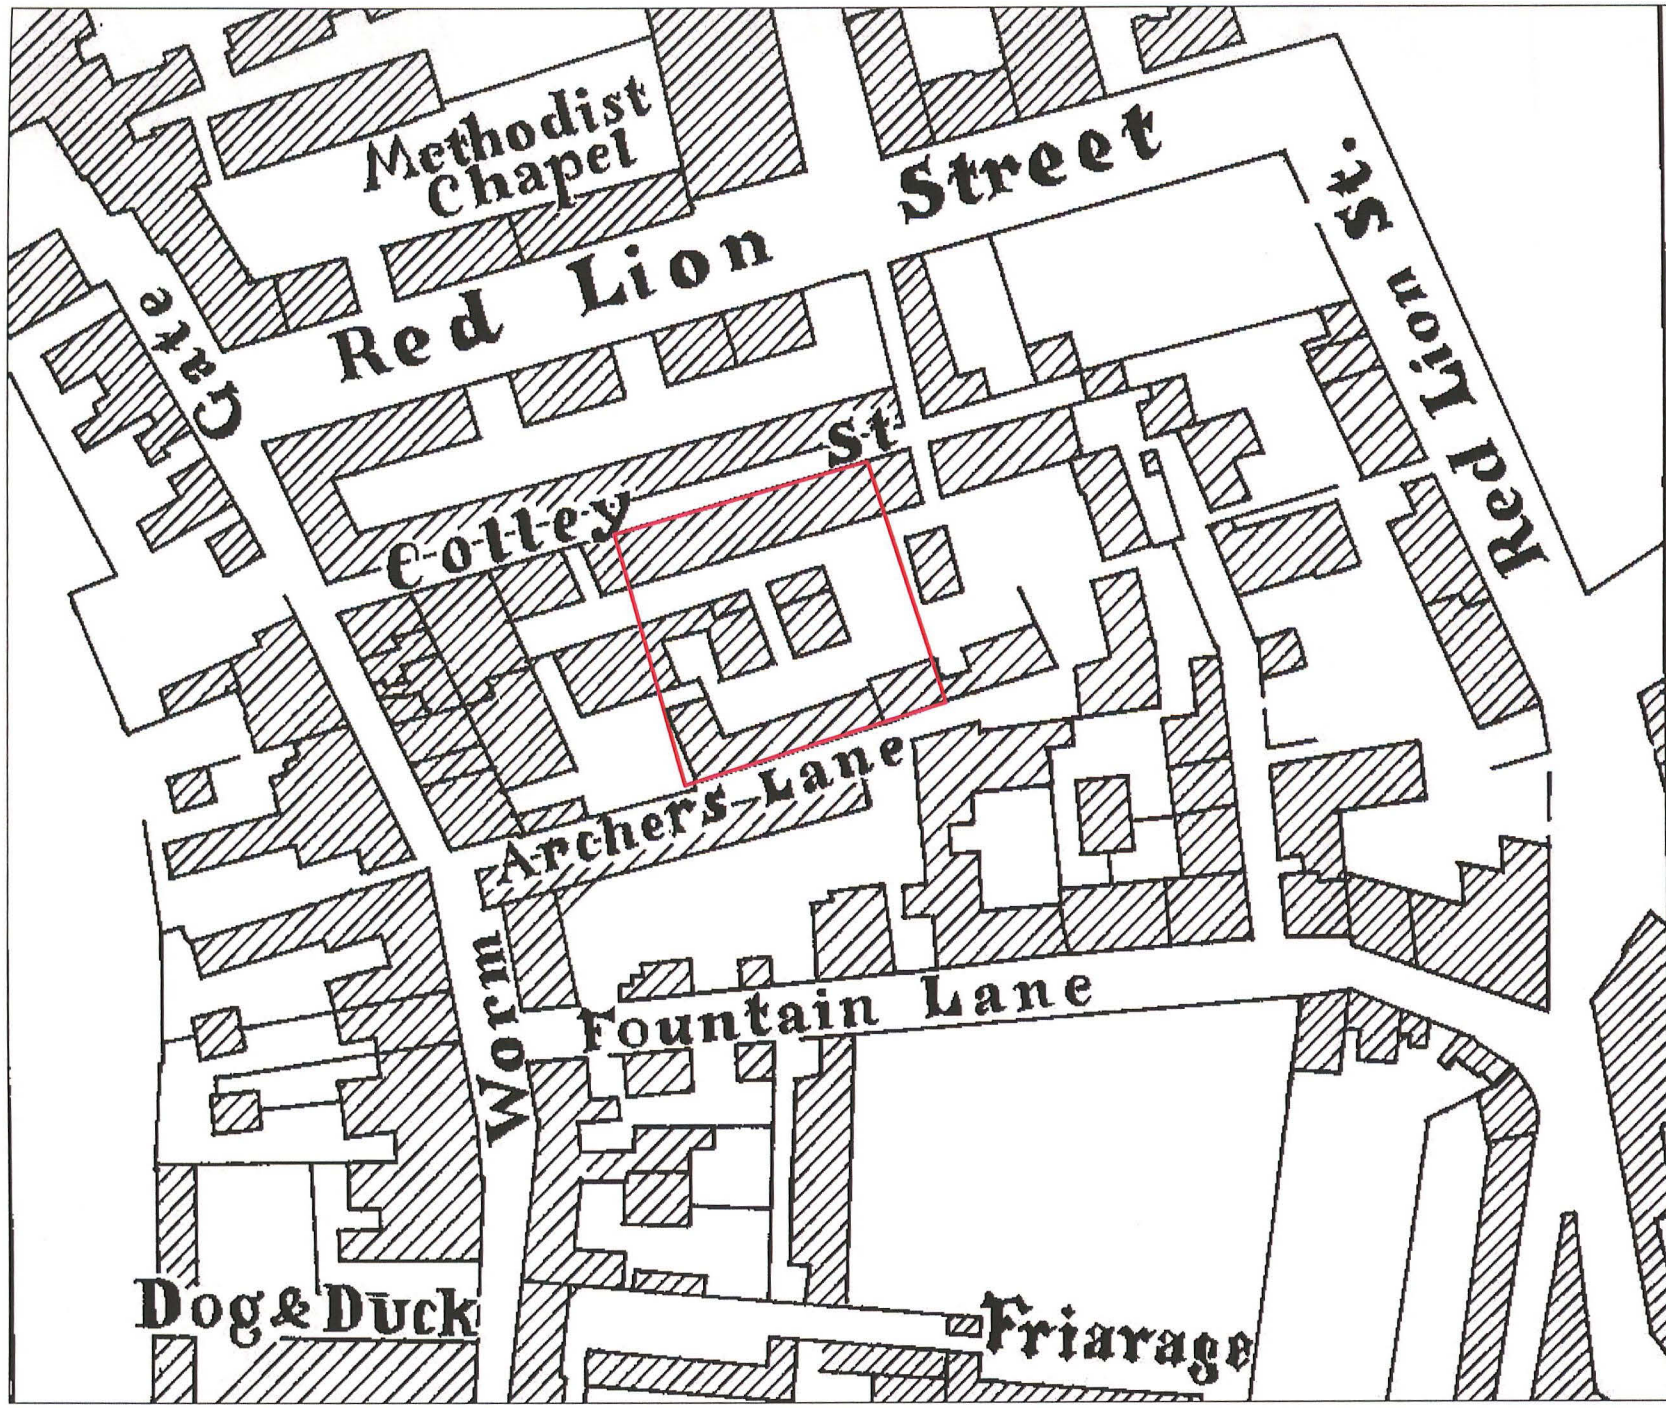 Methodist
Chapel
Red Lion Street
Red Lion St.
Worm Gate
Colley St
Archers Lane
Fountain Lane
Dog & Duck
Friarage